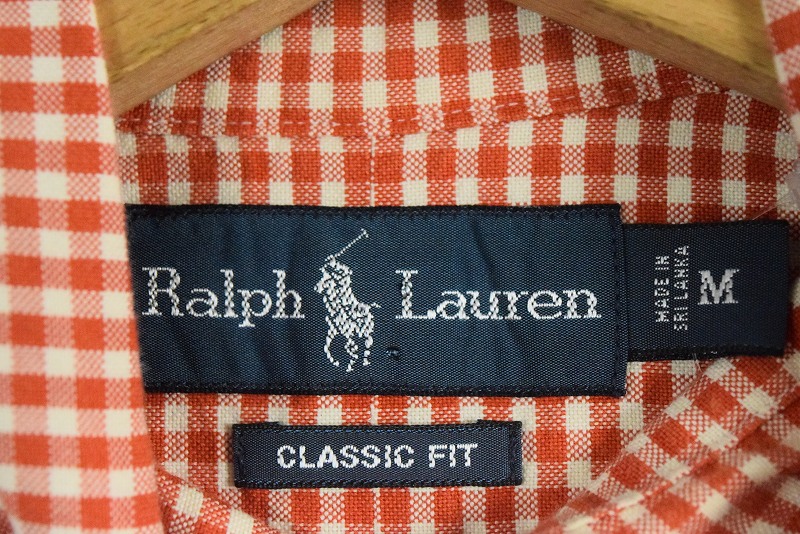 Ralph Lauren
MADE IN
SRI LANKA
M
CLASSIC FIT